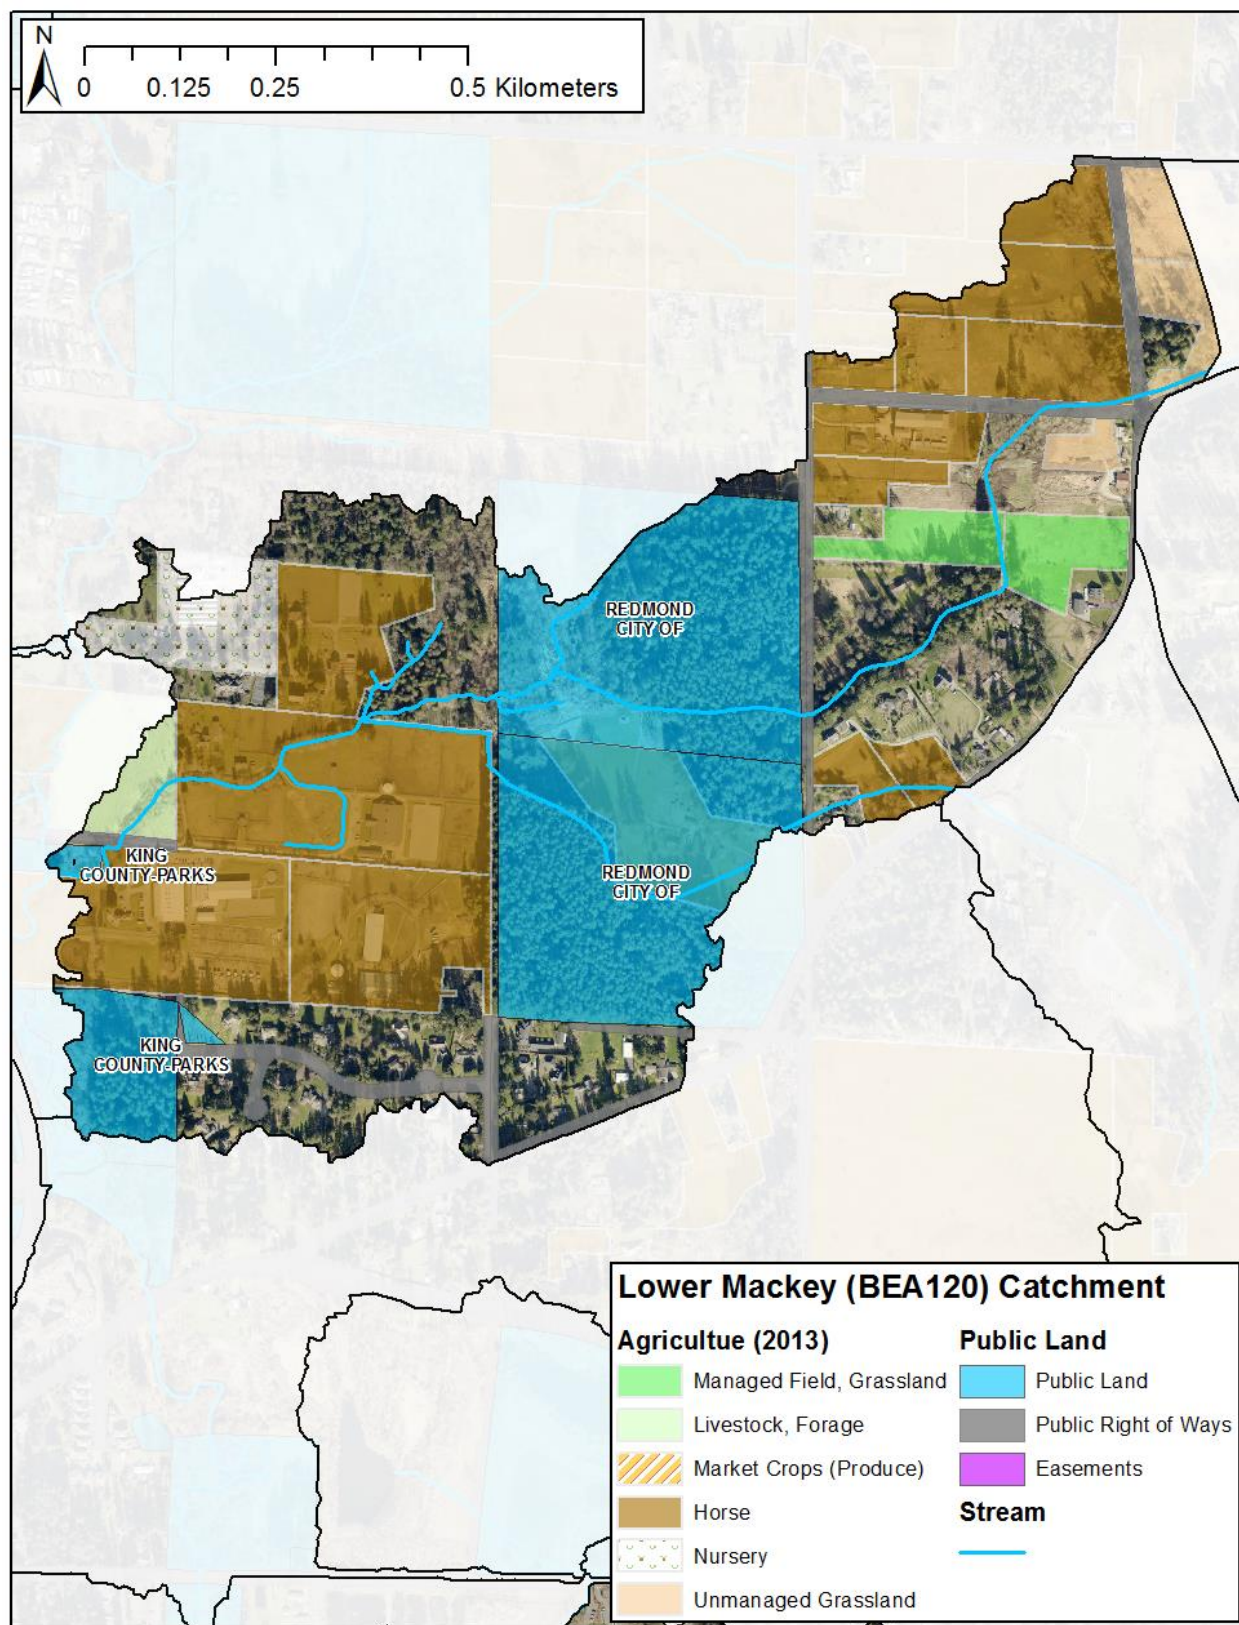 N
0 0.125 0.25 0.5 Kilometers
REDMOND
CITY OF
KING
COUNTY-PARKS
REDMOND
CITY OF
KING
COUNTY-PARKS
Lower Mackey (BEA120) Catchment
Agricultue (2013)
Managed Field, Grassland
Livestock, Forage
Market Crops (Produce)
Horse
Nursery
Unmanaged Grassland
Public Land
Public Land
Public Right of Ways
Easements
Stream